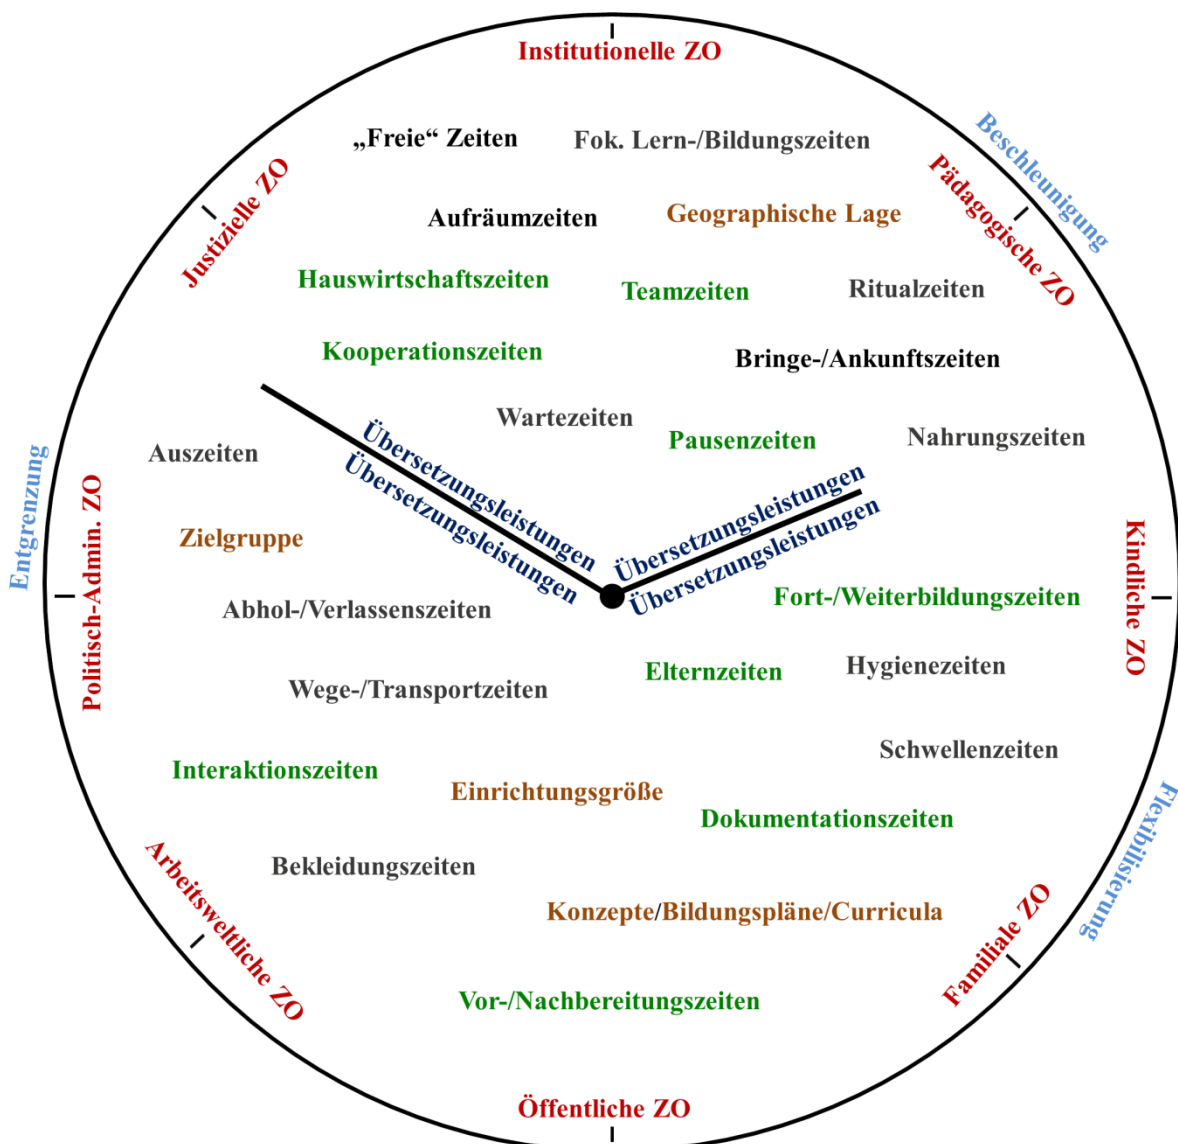 Institutionelle ZO
„Freie“ Zeiten
Fok. Lern-/Bildungszeiten
Beschleunigung
Pädagogische ZO
Justizielle ZO
Aufräumzeiten
Geographische Lage
Hauswirtschaftszeiten
Teamzeiten
Ritualzeiten
Kooperationszeiten
Bringe-/Ankunftszeiten
Wartezeiten
Pausenzeiten
Nahrungszeiten
Auszeiten
Übersetzungsleistungen
Übersetzungsleistungen
Übersetzungsleistungen
Übersetzungsleistungen
Entgrenzung
Politisch-Admin. ZO
Zielgruppe
Kindliche ZO
Abhol-/Verlassenszeiten
Fort-/Weiterbildungszeiten
Elternzeiten
Hygienezeiten
Wege-/Transportzeiten
Schwellenzeiten
Interaktionszeiten
Einrichtungsgröße
Dokumentationszeiten
Flexibilisierung
Bekleidungszeiten
Arbeitsweltliche ZO
Konzepte/Bildungspläne/Curricula
Familiale ZO
Vor-/Nachbereitungszeiten
Öffentliche ZO